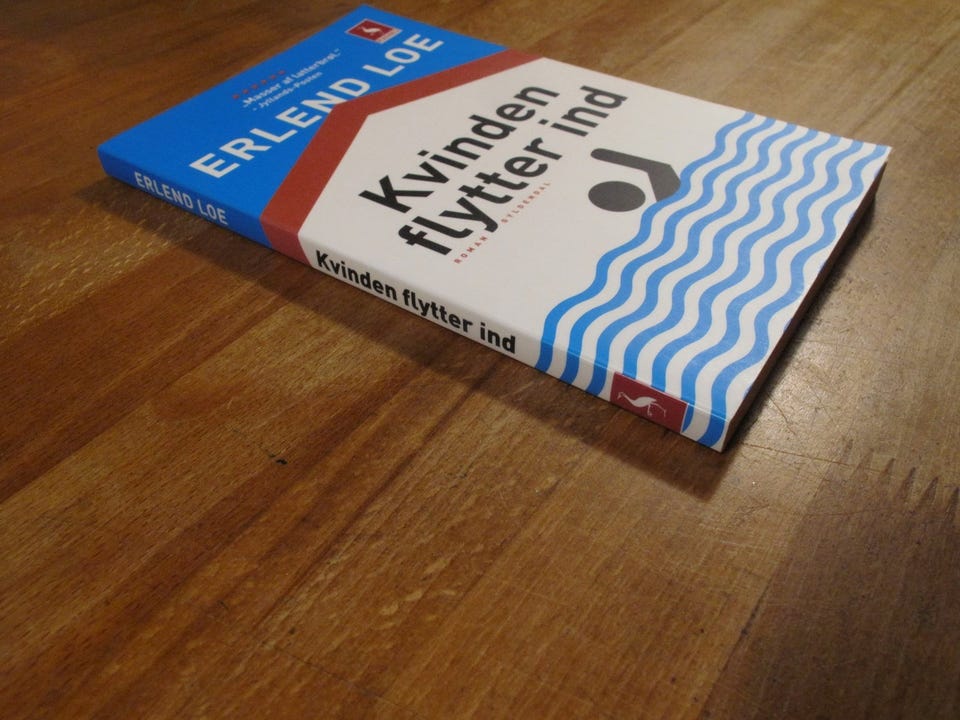 „Masser af latterbrøl.”
- Jyllands-Posten
ERLEND LOE
Kvinden
flytter ind
ROMAN GYLDENDAL
ERLEND LOE
Kvinden flytter ind